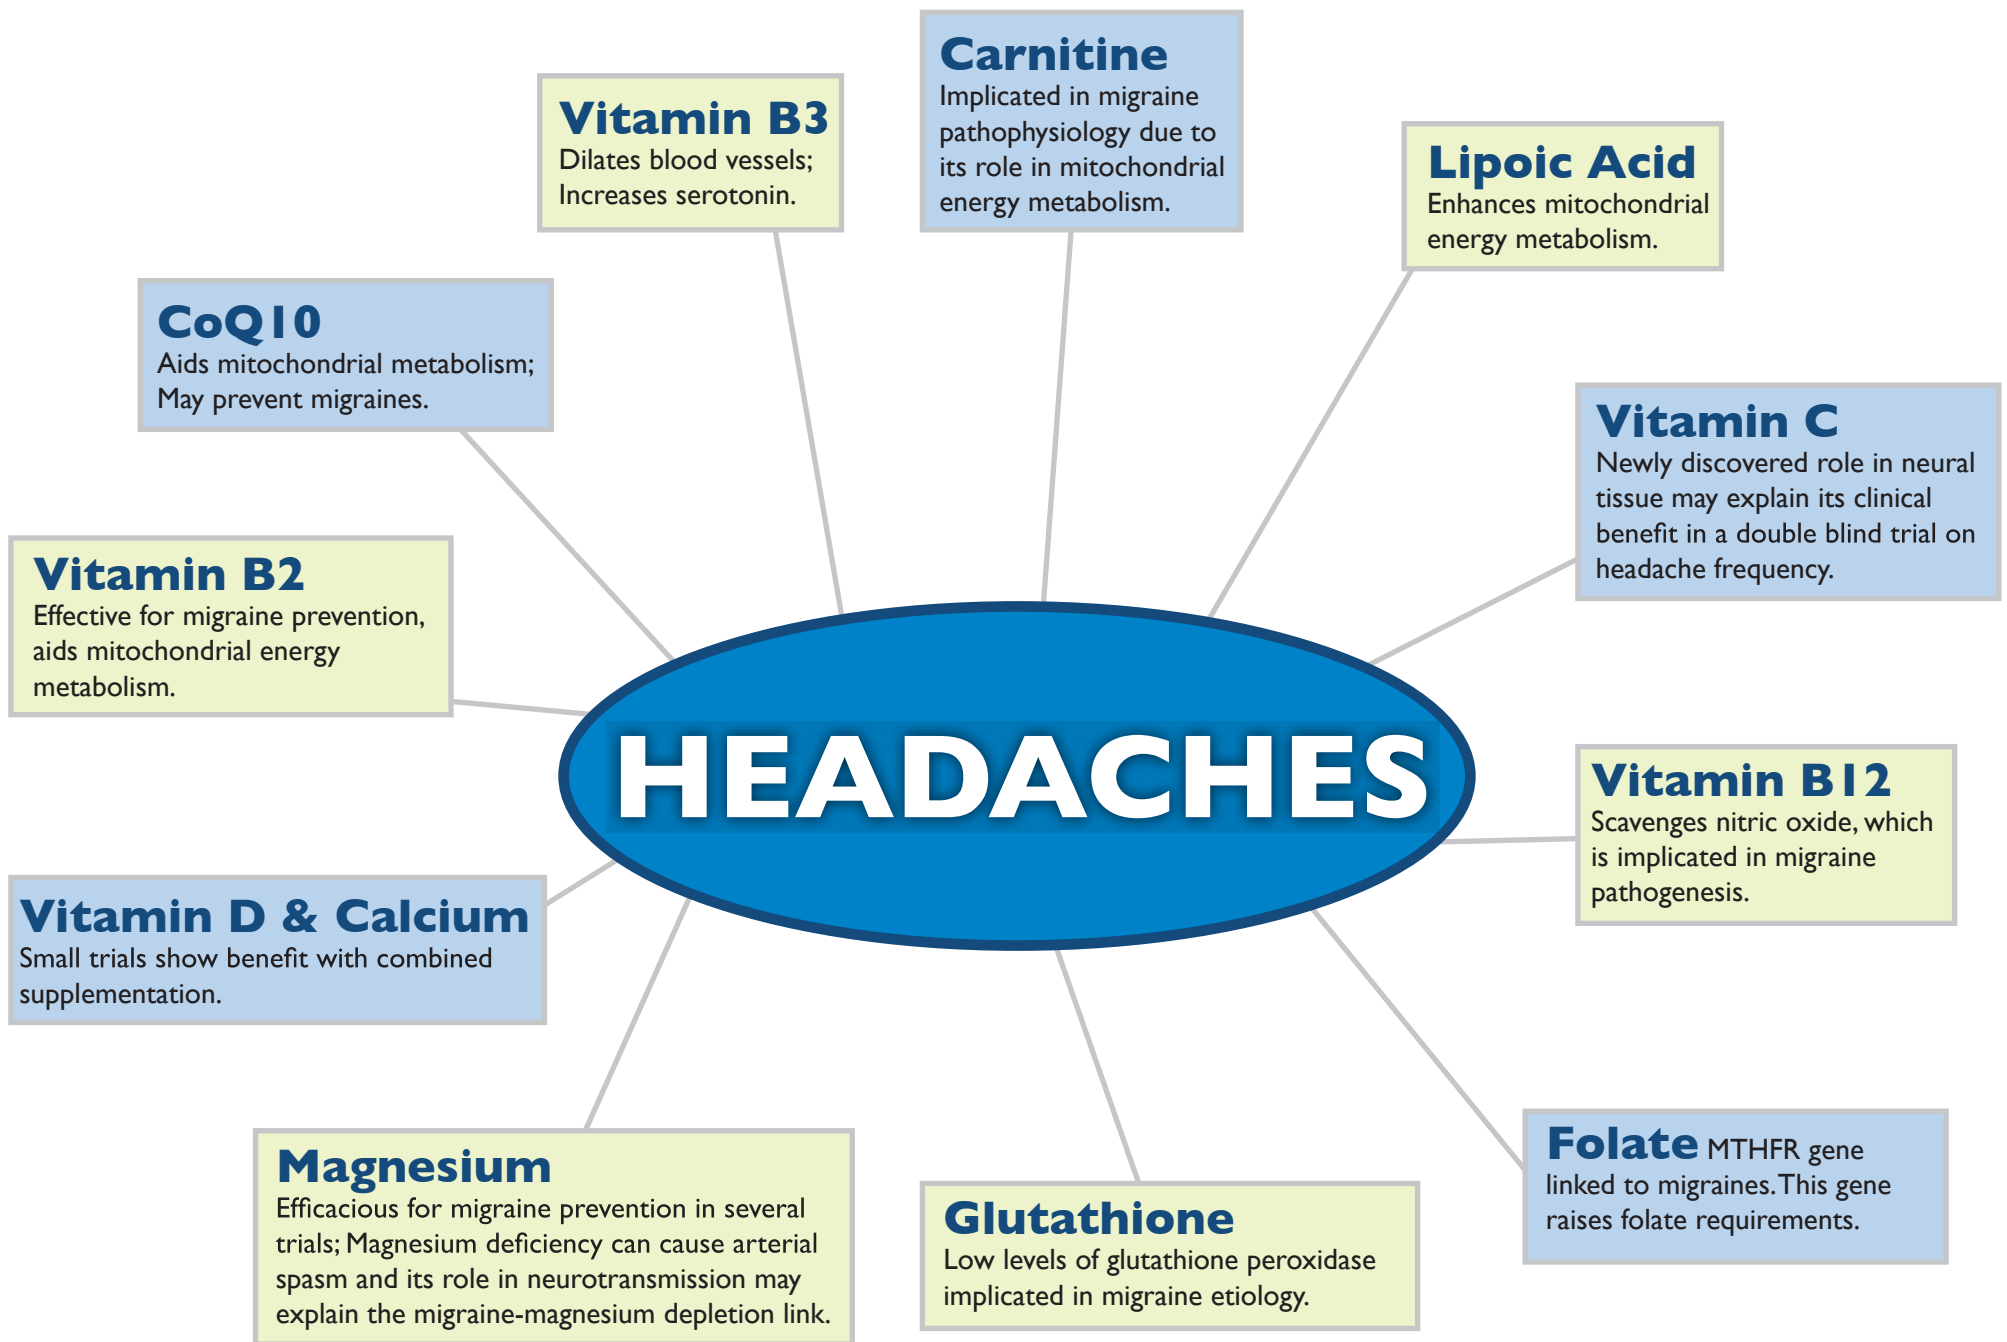 Carnitine
Implicated in migraine
pathophysiology due to
its role in mitochondrial
energy metabolism.
Vitamin B3
Dilates blood vessels;
Increases serotonin.
Lipoic Acid
Enhances mitochondrial
energy metabolism.
CoQ10
Aids mitochondrial metabolism;
May prevent migraines.
Vitamin C
Newly discovered role in neural
tissue may explain its clinical
benefit in a double blind trial on
headache frequency.
Vitamin B2
Effective for migraine prevention,
aids mitochondrial energy
metabolism.
HEADACHES
Vitamin B12
Scavenges nitric oxide, which
is implicated in migraine
pathogenesis.
Vitamin D & Calcium
Small trials show benefit with combined
supplementation.
Magnesium
Efficacious for migraine prevention in several
trials; Magnesium deficiency can cause arterial
spasm and its role in neurotransmission may
explain the migraine-magnesium depletion link.
Glutathione
Low levels of glutathione peroxidase
implicated in migraine etiology.
Folate MTHFR gene
linked to migraines. This gene
raises folate requirements.